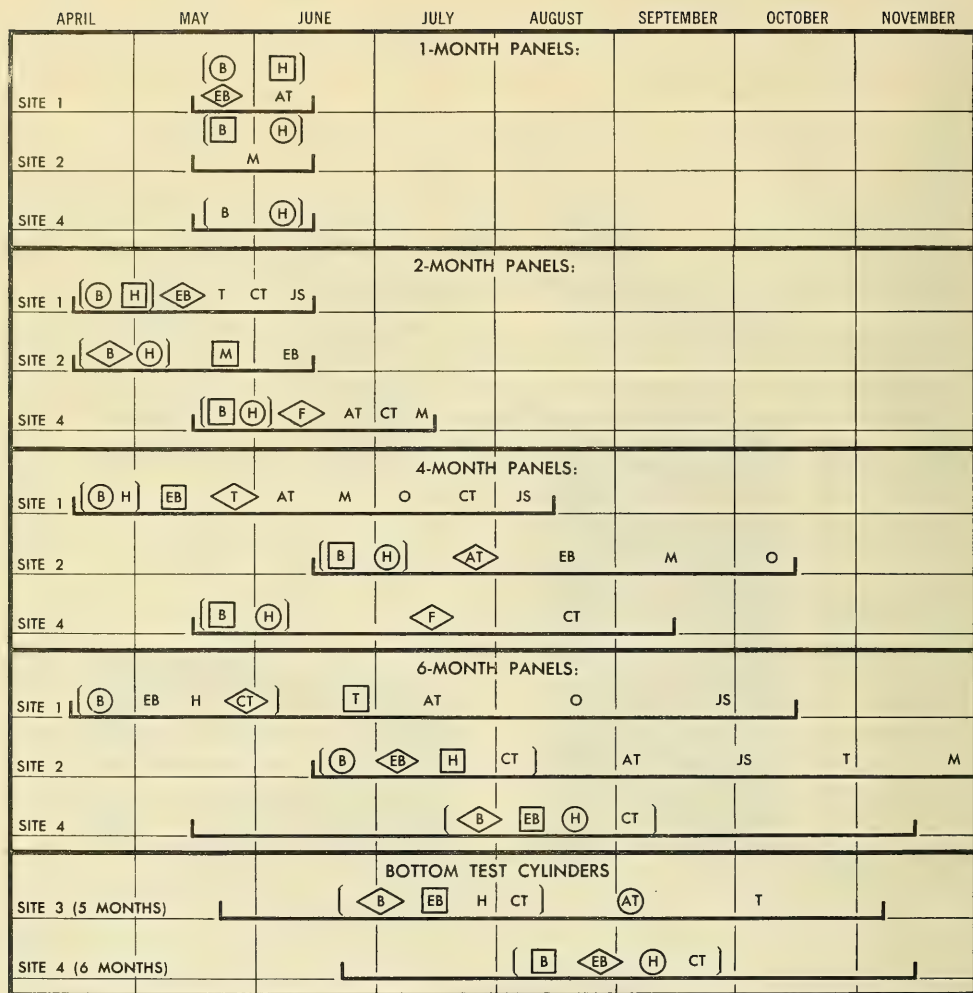 APRIL MAY JUNE JULY AUGUST SEPTEMBER OCTOBER NOVEMBER
1-MONTH PANELS:
B H
SITE 1 EB AT
B H
SITE 2 M
SITE 4 B H
2-MONTH PANELS:
SITE 1 B H EB T CT JS
SITE 2 B H M EB
SITE 4 B H F AT CT M
4-MONTH PANELS:
SITE 1 B H EB T AT M O CT JS
SITE 2 B H AT EB M O
SITE 4 B H F CT
6-MONTH PANELS:
SITE 1 B EB H CT T AT O JS
SITE 2 B EB H CT AT JS T M
SITE 4 B EB H CT
BOTTOM TEST CYLINDERS
SITE 3 (5 MONTHS) B EB H CT AT T
SITE 4 (6 MONTHS) B EB H CT